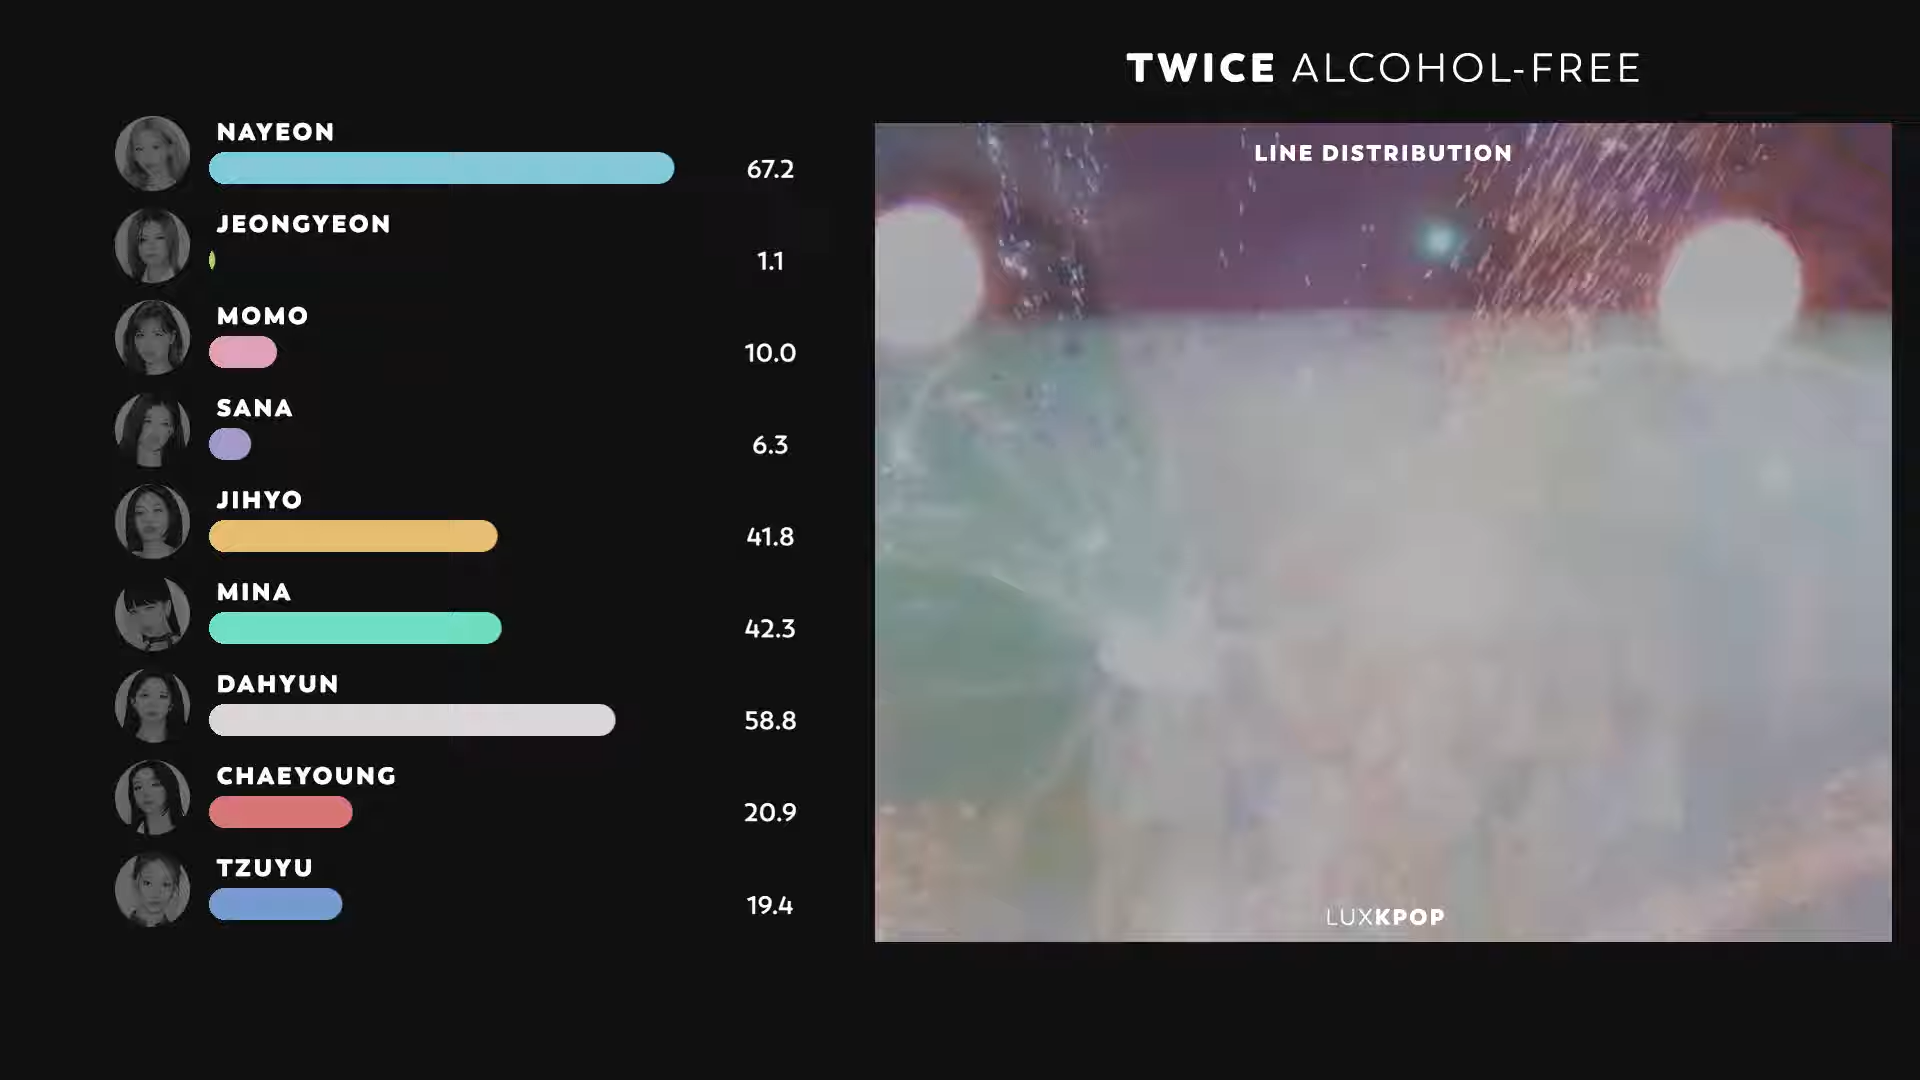 TWICE ALCOHOL-FREE
NAYEON
67.2
JEONGYEON
1.1
MOMO
10.0
SANA
6.3
JIHYO
41.8
MINA
42.3
DAHYUN
58.8
CHAEYOUNG
20.9
TZUYU
19.4
LINE DISTRIBUTION
LUXKPOP